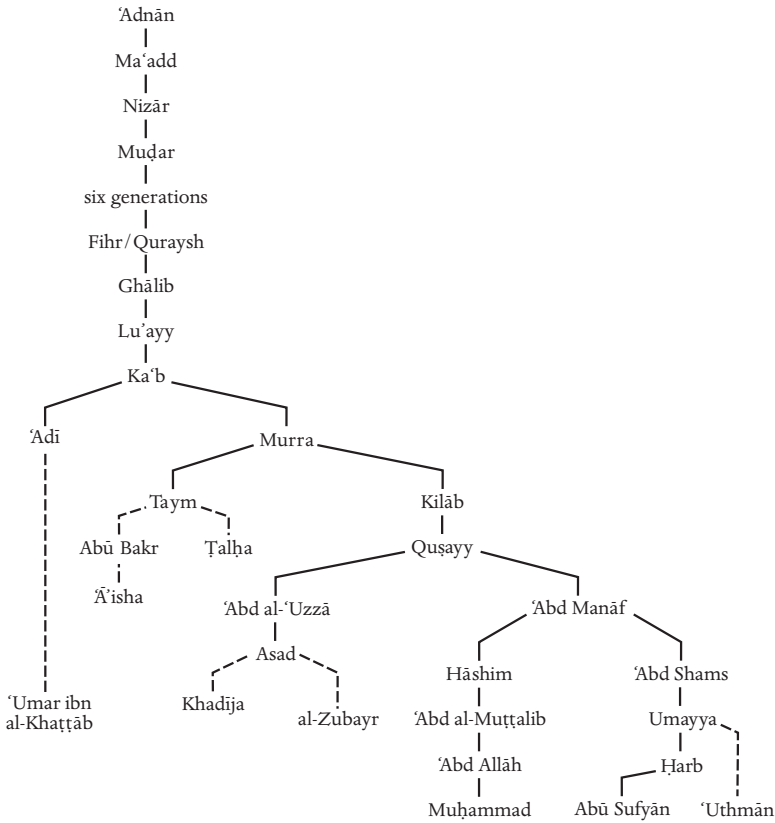 ʿAdnān
Maʿadd
Nizār
Muḍar
six generations
Fihr/Quraysh
Ghālib
Luʾayy
Kaʿb
ʿAdī
Murra
Taym
Kilāb
Abū Bakr
Ṭalḥa
Quṣayy
ʿĀʾisha
ʿAbd al-ʿUzzā
ʿAbd Manāf
Asad
Hāshim
ʿAbd Shams
ʿUmar ibn
al-Khaṭṭāb
Khadīja
al-Zubayr
ʿAbd al-Muṭṭalib
Umayya
ʿAbd Allāh
Ḥarb
Muḥammad
Abū Sufyān
ʿUthmān